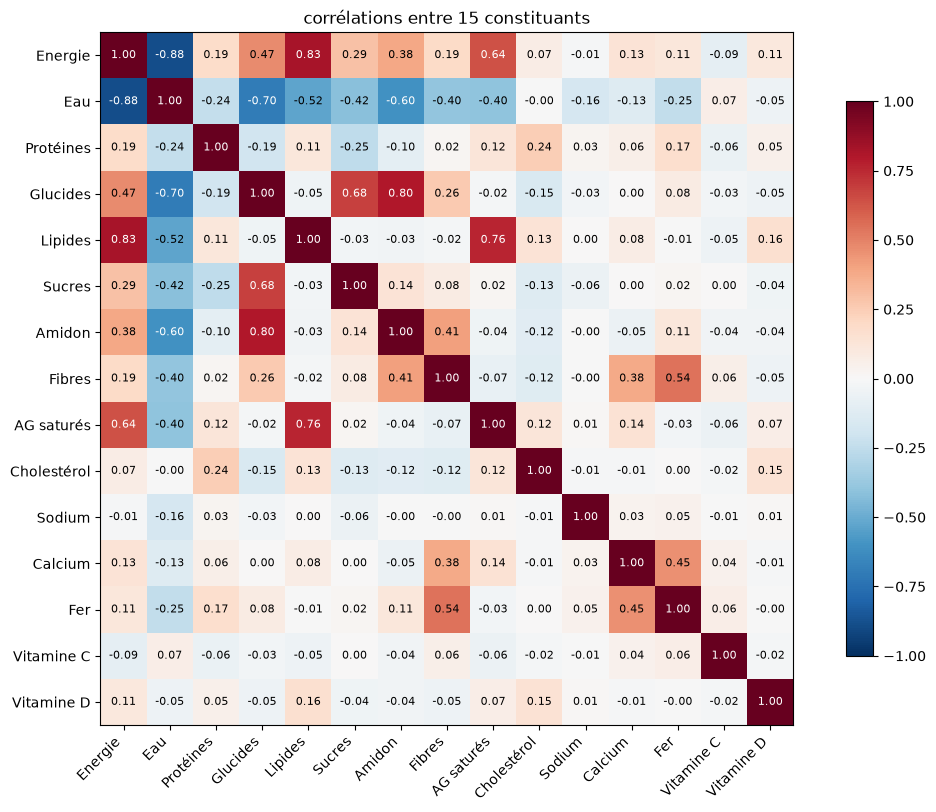 corrélations entre 15 constituants
Energie 1.00 -0.88 0.19 0.47 0.83 0.29 0.38 0.19 0.64 0.07 -0.01 0.13 0.11 -0.09 0.11
Eau -0.88 1.00 -0.24 -0.70 -0.52 -0.42 -0.60 -0.40 -0.40 -0.00 -0.16 -0.13 -0.25 0.07 -0.05
Protéines 0.19 -0.24 1.00 -0.19 0.11 -0.25 -0.10 0.02 0.12 0.24 0.03 0.06 0.17 -0.06 0.05
Glucides 0.47 -0.70 -0.19 1.00 -0.05 0.68 0.80 0.26 -0.02 -0.15 -0.03 0.00 0.08 -0.03 -0.05
Lipides 0.83 -0.52 0.11 -0.05 1.00 -0.03 -0.03 -0.02 0.76 0.13 0.00 0.08 -0.01 -0.05 0.16
Sucres 0.29 -0.42 -0.25 0.68 -0.03 1.00 0.14 0.08 0.02 -0.13 -0.06 0.00 0.02 0.00 -0.04
Amidon 0.38 -0.60 -0.10 0.80 -0.03 0.14 1.00 0.41 -0.04 -0.12 -0.00 -0.05 0.11 -0.04 -0.04
Fibres 0.19 -0.40 0.02 0.26 -0.02 0.08 0.41 1.00 -0.07 -0.12 -0.00 0.38 0.54 0.06 -0.05
AG saturés 0.64 -0.40 0.12 -0.02 0.76 0.02 -0.04 -0.07 1.00 0.12 0.01 0.14 -0.03 -0.06 0.07
Cholestérol 0.07 -0.00 0.24 -0.15 0.13 -0.13 -0.12 -0.12 0.12 1.00 -0.01 -0.01 0.00 -0.02 0.15
Sodium -0.01 -0.16 0.03 -0.03 0.00 -0.06 -0.00 -0.00 0.01 -0.01 1.00 0.03 0.05 -0.01 0.01
Calcium 0.13 -0.13 0.06 0.00 0.08 0.00 -0.05 0.38 0.14 -0.01 0.03 1.00 0.45 0.04 -0.01
Fer 0.11 -0.25 0.17 0.08 -0.01 0.02 0.11 0.54 -0.03 0.00 0.05 0.45 1.00 0.06 -0.00
Vitamine C -0.09 0.07 -0.06 -0.03 -0.05 0.00 -0.04 0.06 -0.06 -0.02 -0.01 0.04 0.06 1.00 -0.02
Vitamine D 0.11 -0.05 0.05 -0.05 0.16 -0.04 -0.04 -0.05 0.07 0.15 0.01 -0.01 -0.00 -0.02 1.00
Energie Eau Protéines Glucides Lipides Sucres Amidon Fibres AG saturés Cholestérol Sodium Calcium Fer Vitamine C Vitamine D
1.00
0.75
0.50
0.25
0.00
−0.25
−0.50
−0.75
−1.00